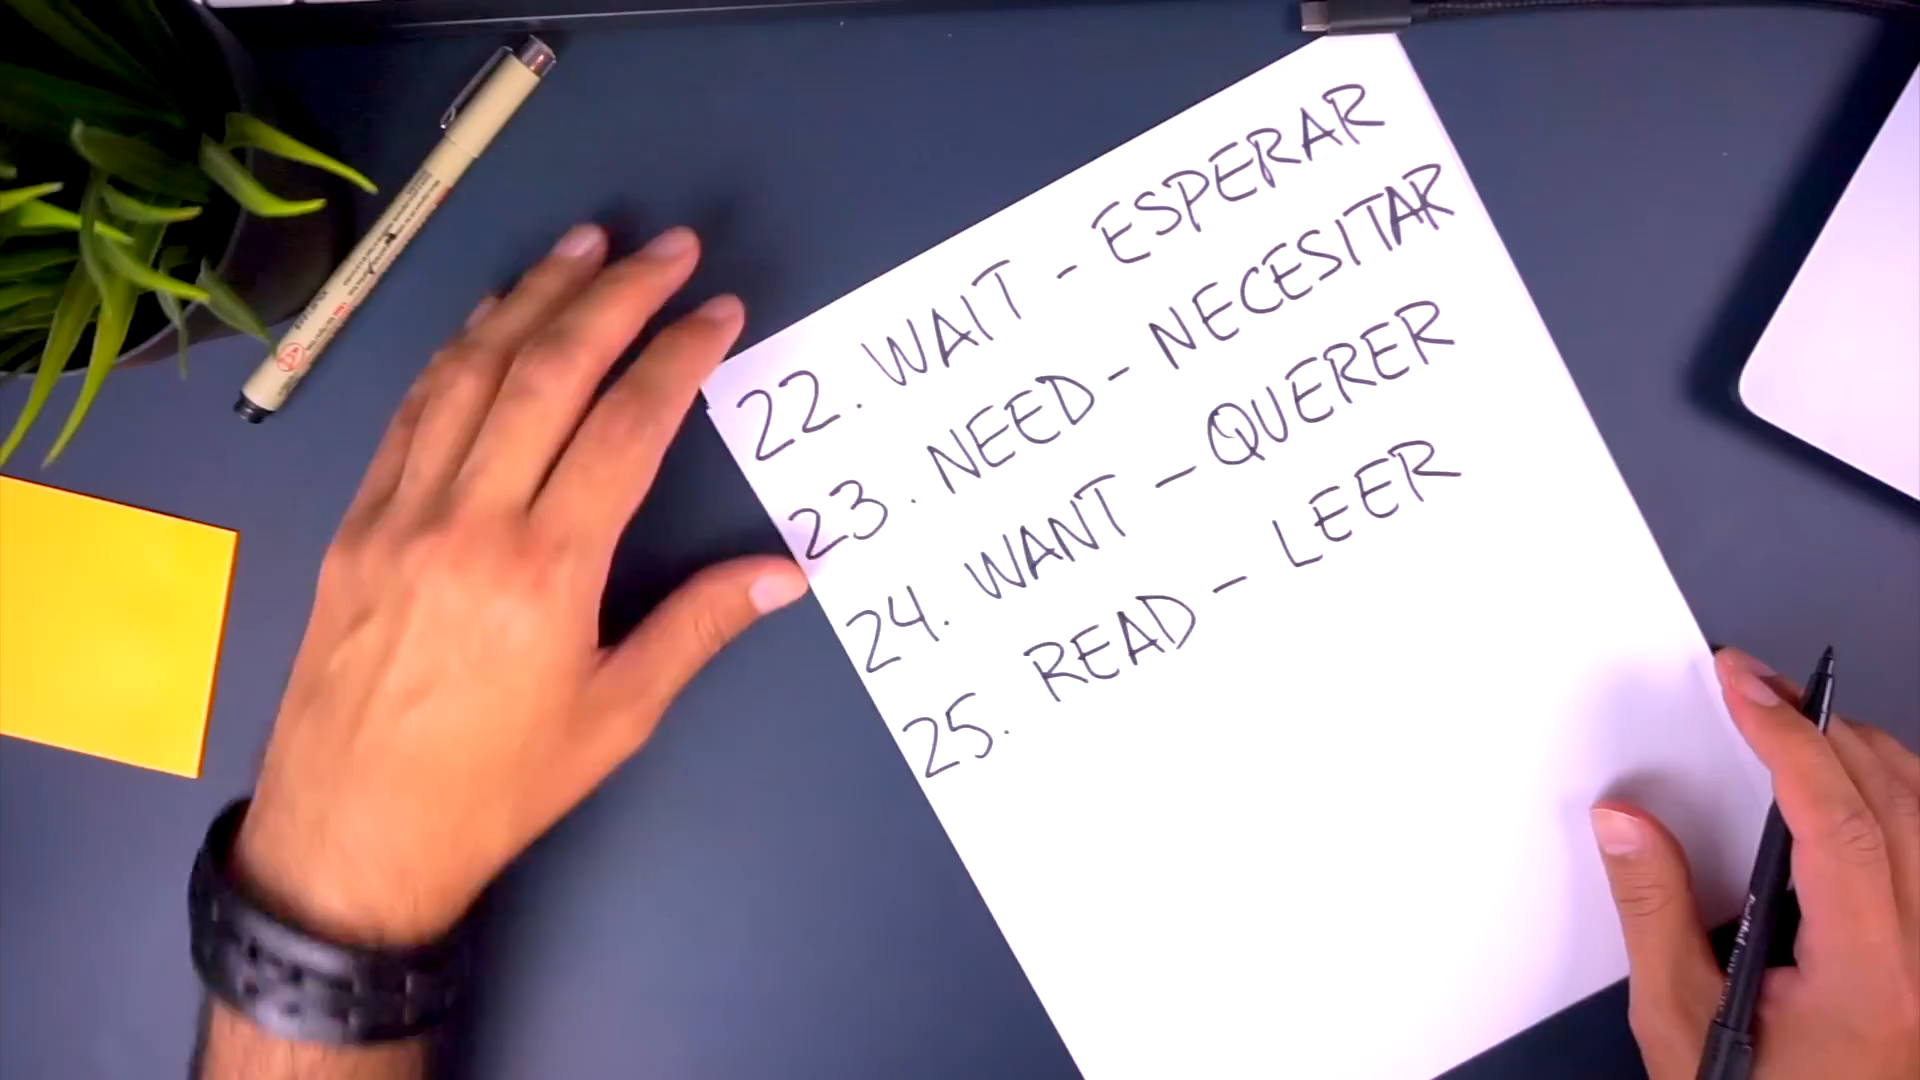 22. WAIT - ESPERAR
23. NEED - NECESITAR
24. WANT - QUERER
25. READ - LEER